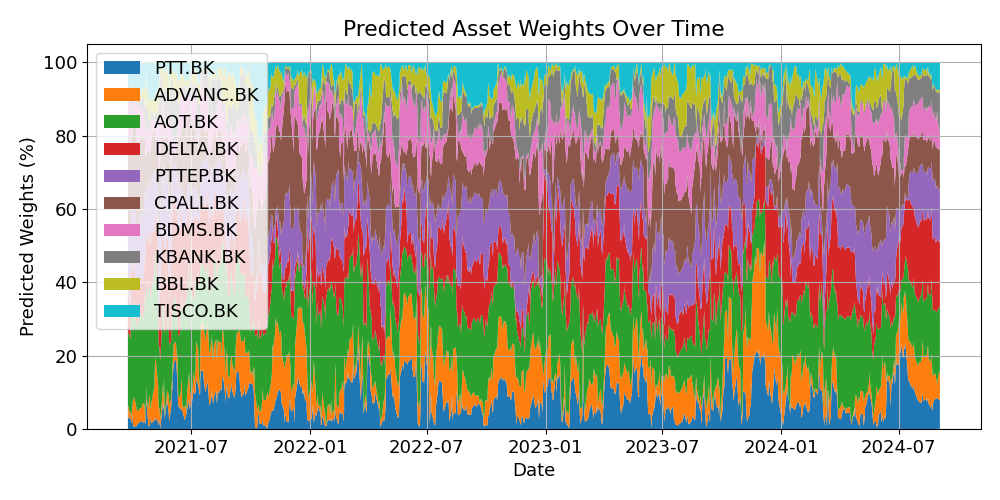 Predicted Asset Weights Over Time
Predicted Weights (%)
100
80
60
40
20
0
PTT.BK
ADVANC.BK
AOT.BK
DELTA.BK
PTTEP.BK
CPALL.BK
BDMS.BK
KBANK.BK
BBL.BK
TISCO.BK
2021-07 2022-01 2022-07 2023-01 2023-07 2024-01 2024-07
Date